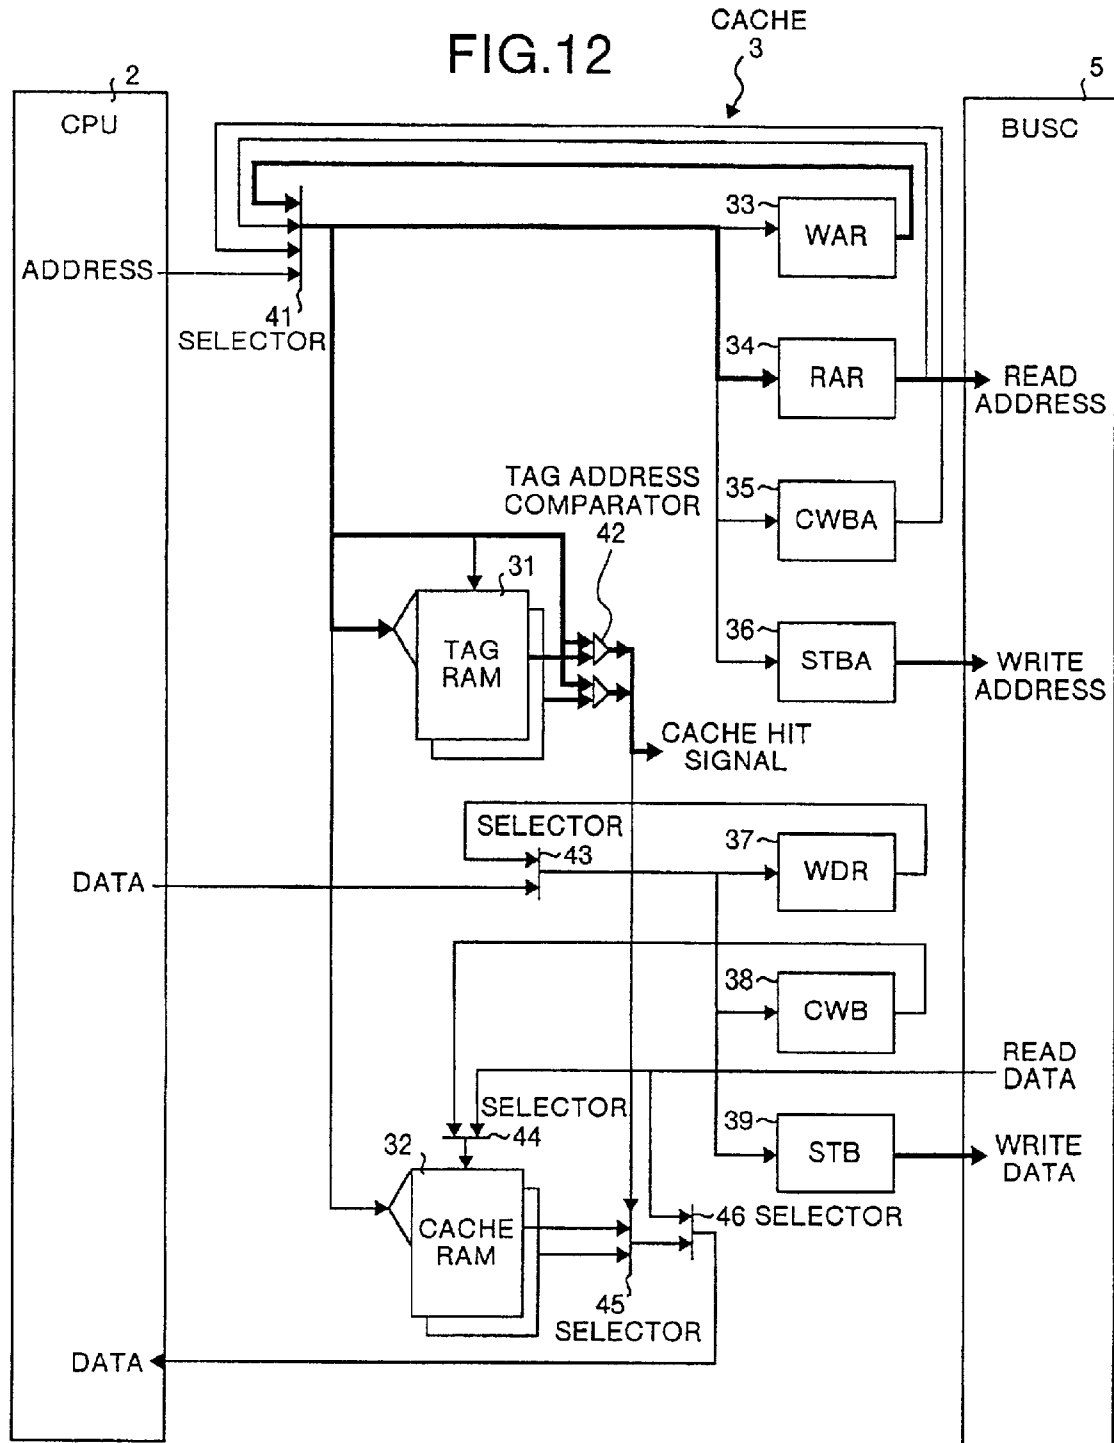 FIG.12
CACHE
3
2
5
CPU
BUSC
33
WAR
ADDRESS
41
SELECTOR
34
RAR
READ
ADDRESS
TAG ADDRESS
COMPARATOR
42
35
CWBA
31
TAG
RAM
36
STBA
WRITE
ADDRESS
CACHE HIT
SIGNAL
SELECTOR
43
37
WDR
DATA
38
CWB
READ
DATA
SELECTOR
44
32
CACHE
RAM
39
STB
WRITE
DATA
46 SELECTOR
45
SELECTOR
DATA